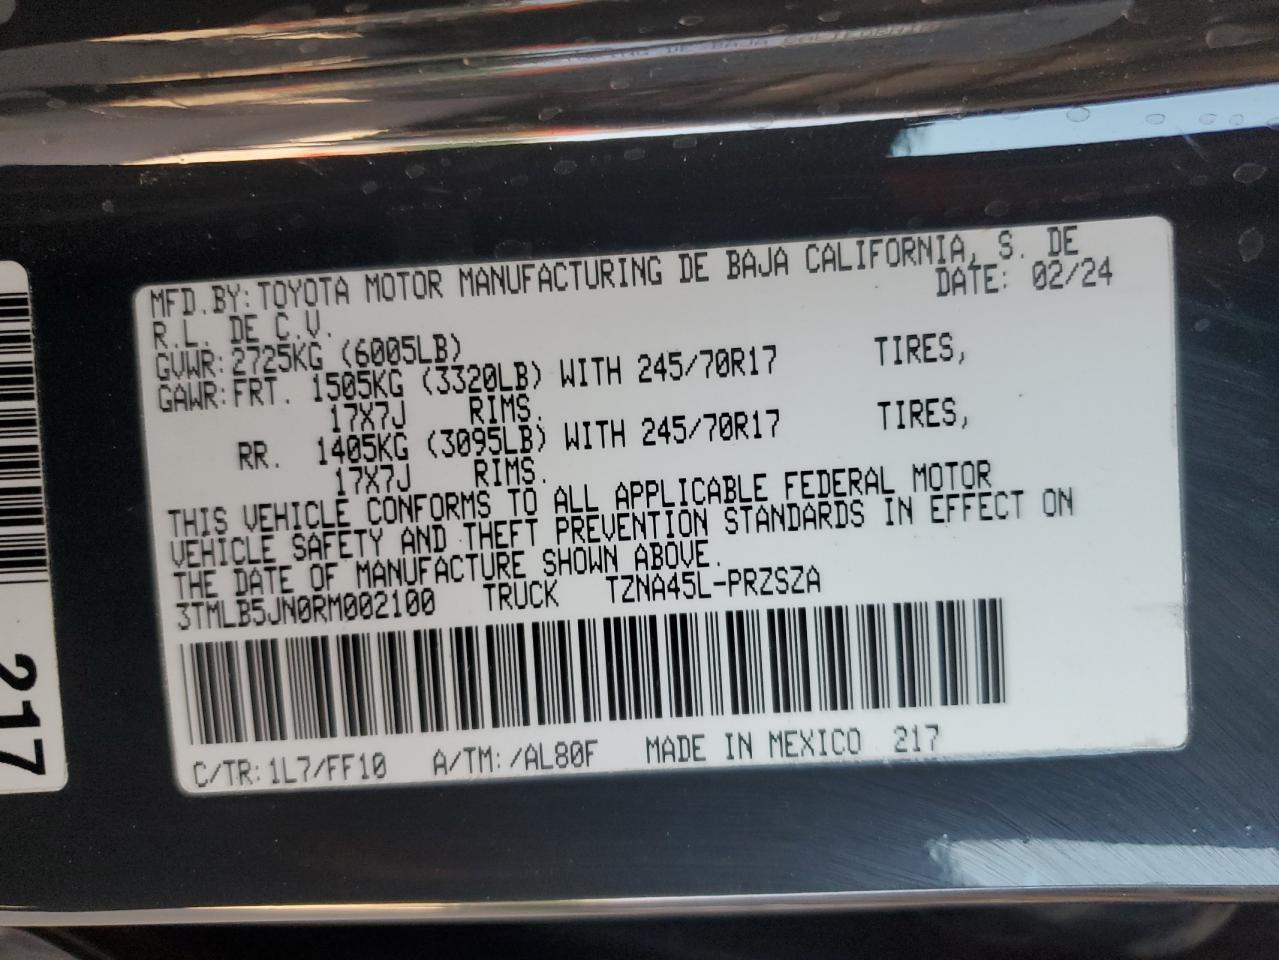 MFD.BY:TOYOTA MOTOR MANUFACTURING DE BAJA CALIFORNIA, S. DE
R.L. DE C.V. DATE: 02/24
GVWR:2725KG (6005LB)
GAWR:FRT. 1505KG (3320LB) WITH 245/70R17 TIRES,
17X7J RIMS.
RR. 1405KG (3095LB) WITH 245/70R17 TIRES,
17X7J RIMS.
THIS VEHICLE CONFORMS TO ALL APPLICABLE FEDERAL MOTOR
VEHICLE SAFETY AND THEFT PREVENTION STANDARDS IN EFFECT ON
THE DATE OF MANUFACTURE SHOWN ABOVE.
3TMLB5JN0RM002100 TRUCK TZNA45L-PRZSZA
C/TR:1L7/FF10 A/TM:/AL80F MADE IN MEXICO 217
217